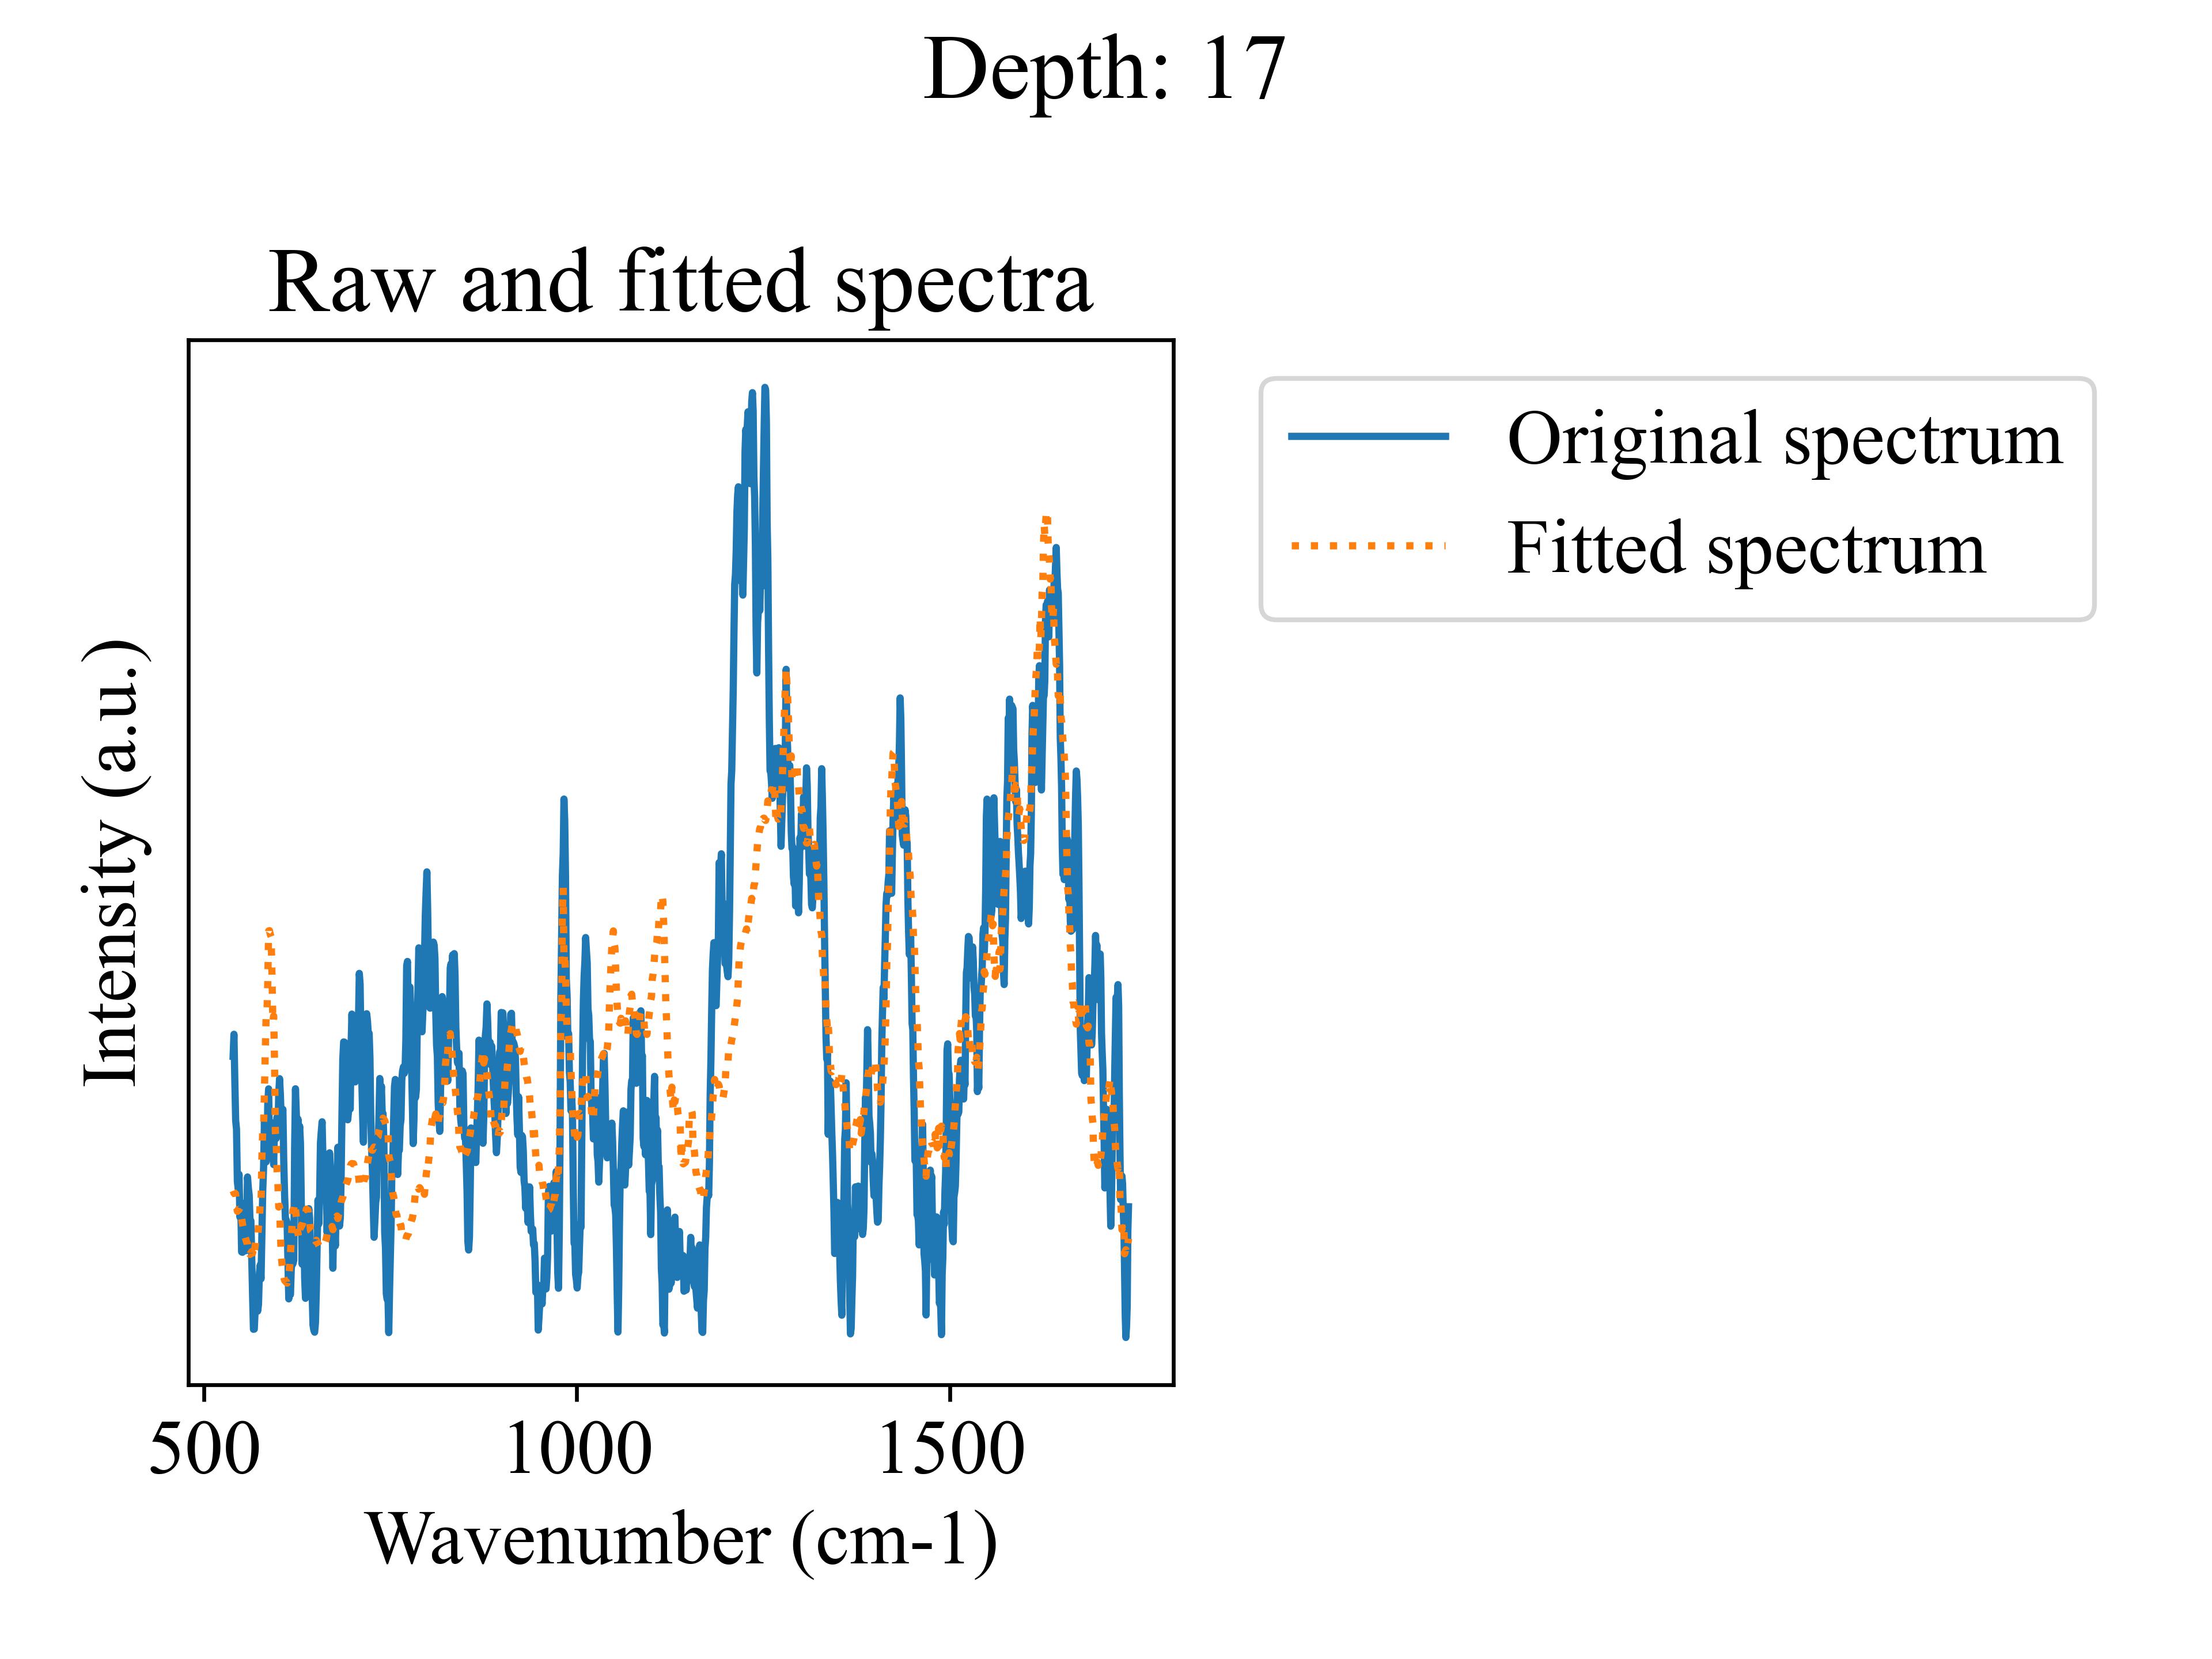 Depth: 17
Raw and fitted spectra
Original spectrum
Fitted spectrum
Intensity (a.u.)
500 1000 1500
Wavenumber (cm-1)